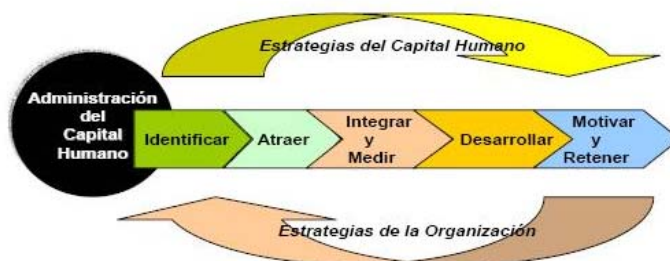 Estrategias del Capital Humano
Administración
del
Capital
Humano
Identificar
Atraer
Integrar
y
Medir
Desarrollar
Motivar
y
Retener
Estrategias de la Organización